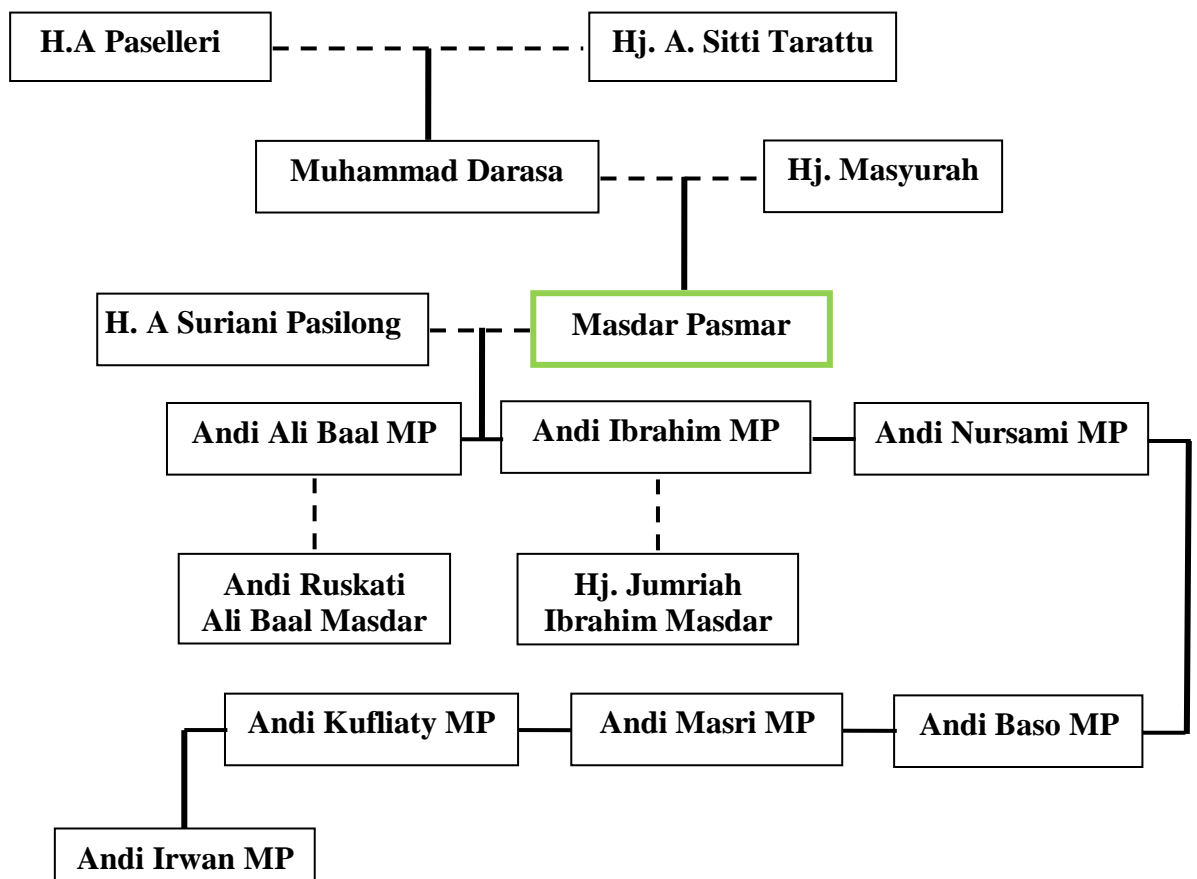 H.A Paselleri
Hj. A. Sitti Tarattu
Muhammad Darasa
Hj. Masyurah
H. A Suriani Pasilong
Masdar Pasmar
Andi Ali Baal MP
Andi Ibrahim MP
Andi Nursami MP
Andi Ruskati
Ali Baal Masdar
Hj. Jumriah
Ibrahim Masdar
Andi Kufliaty MP
Andi Masri MP
Andi Baso MP
Andi Irwan MP